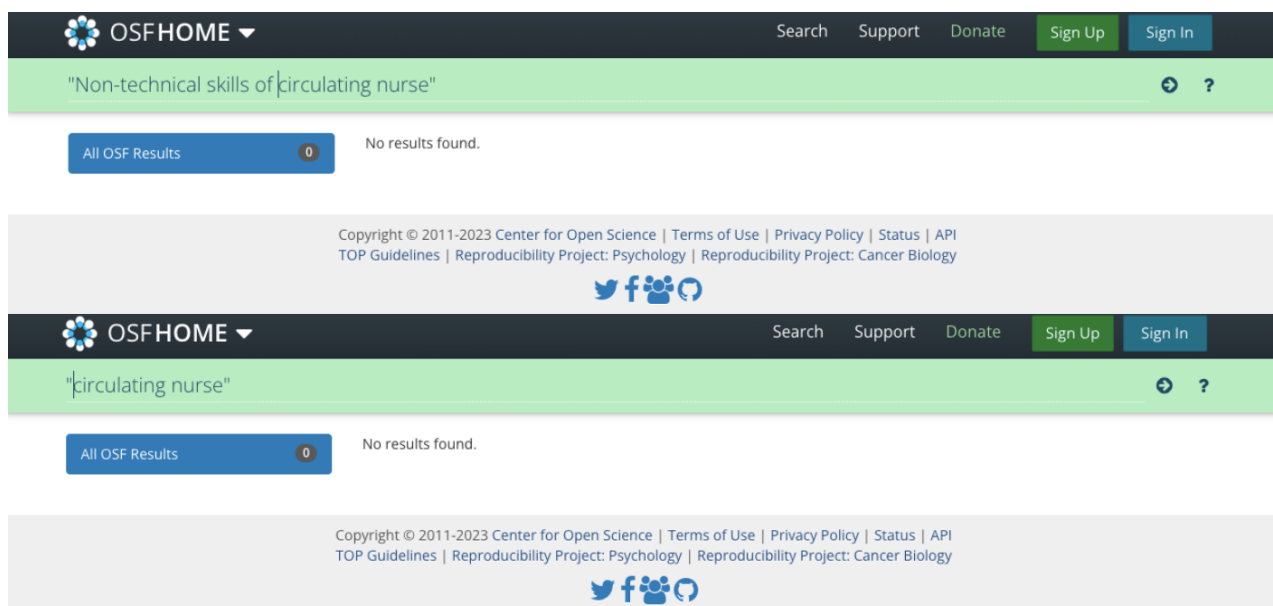 OSFHOME Search Support Donate Sign Up Sign In
"Non-technical skills of circulating nurse" ?
All OSF Results 0 No results found.
Copyright © 2011-2023 Center for Open Science | Terms of Use | Privacy Policy | Status | API
TOP Guidelines | Reproducibility Project: Psychology | Reproducibility Project: Cancer Biology
OSFHOME Search Support Donate Sign Up Sign In
"circulating nurse" ?
All OSF Results 0 No results found.
Copyright © 2011-2023 Center for Open Science | Terms of Use | Privacy Policy | Status | API
TOP Guidelines | Reproducibility Project: Psychology | Reproducibility Project: Cancer Biology